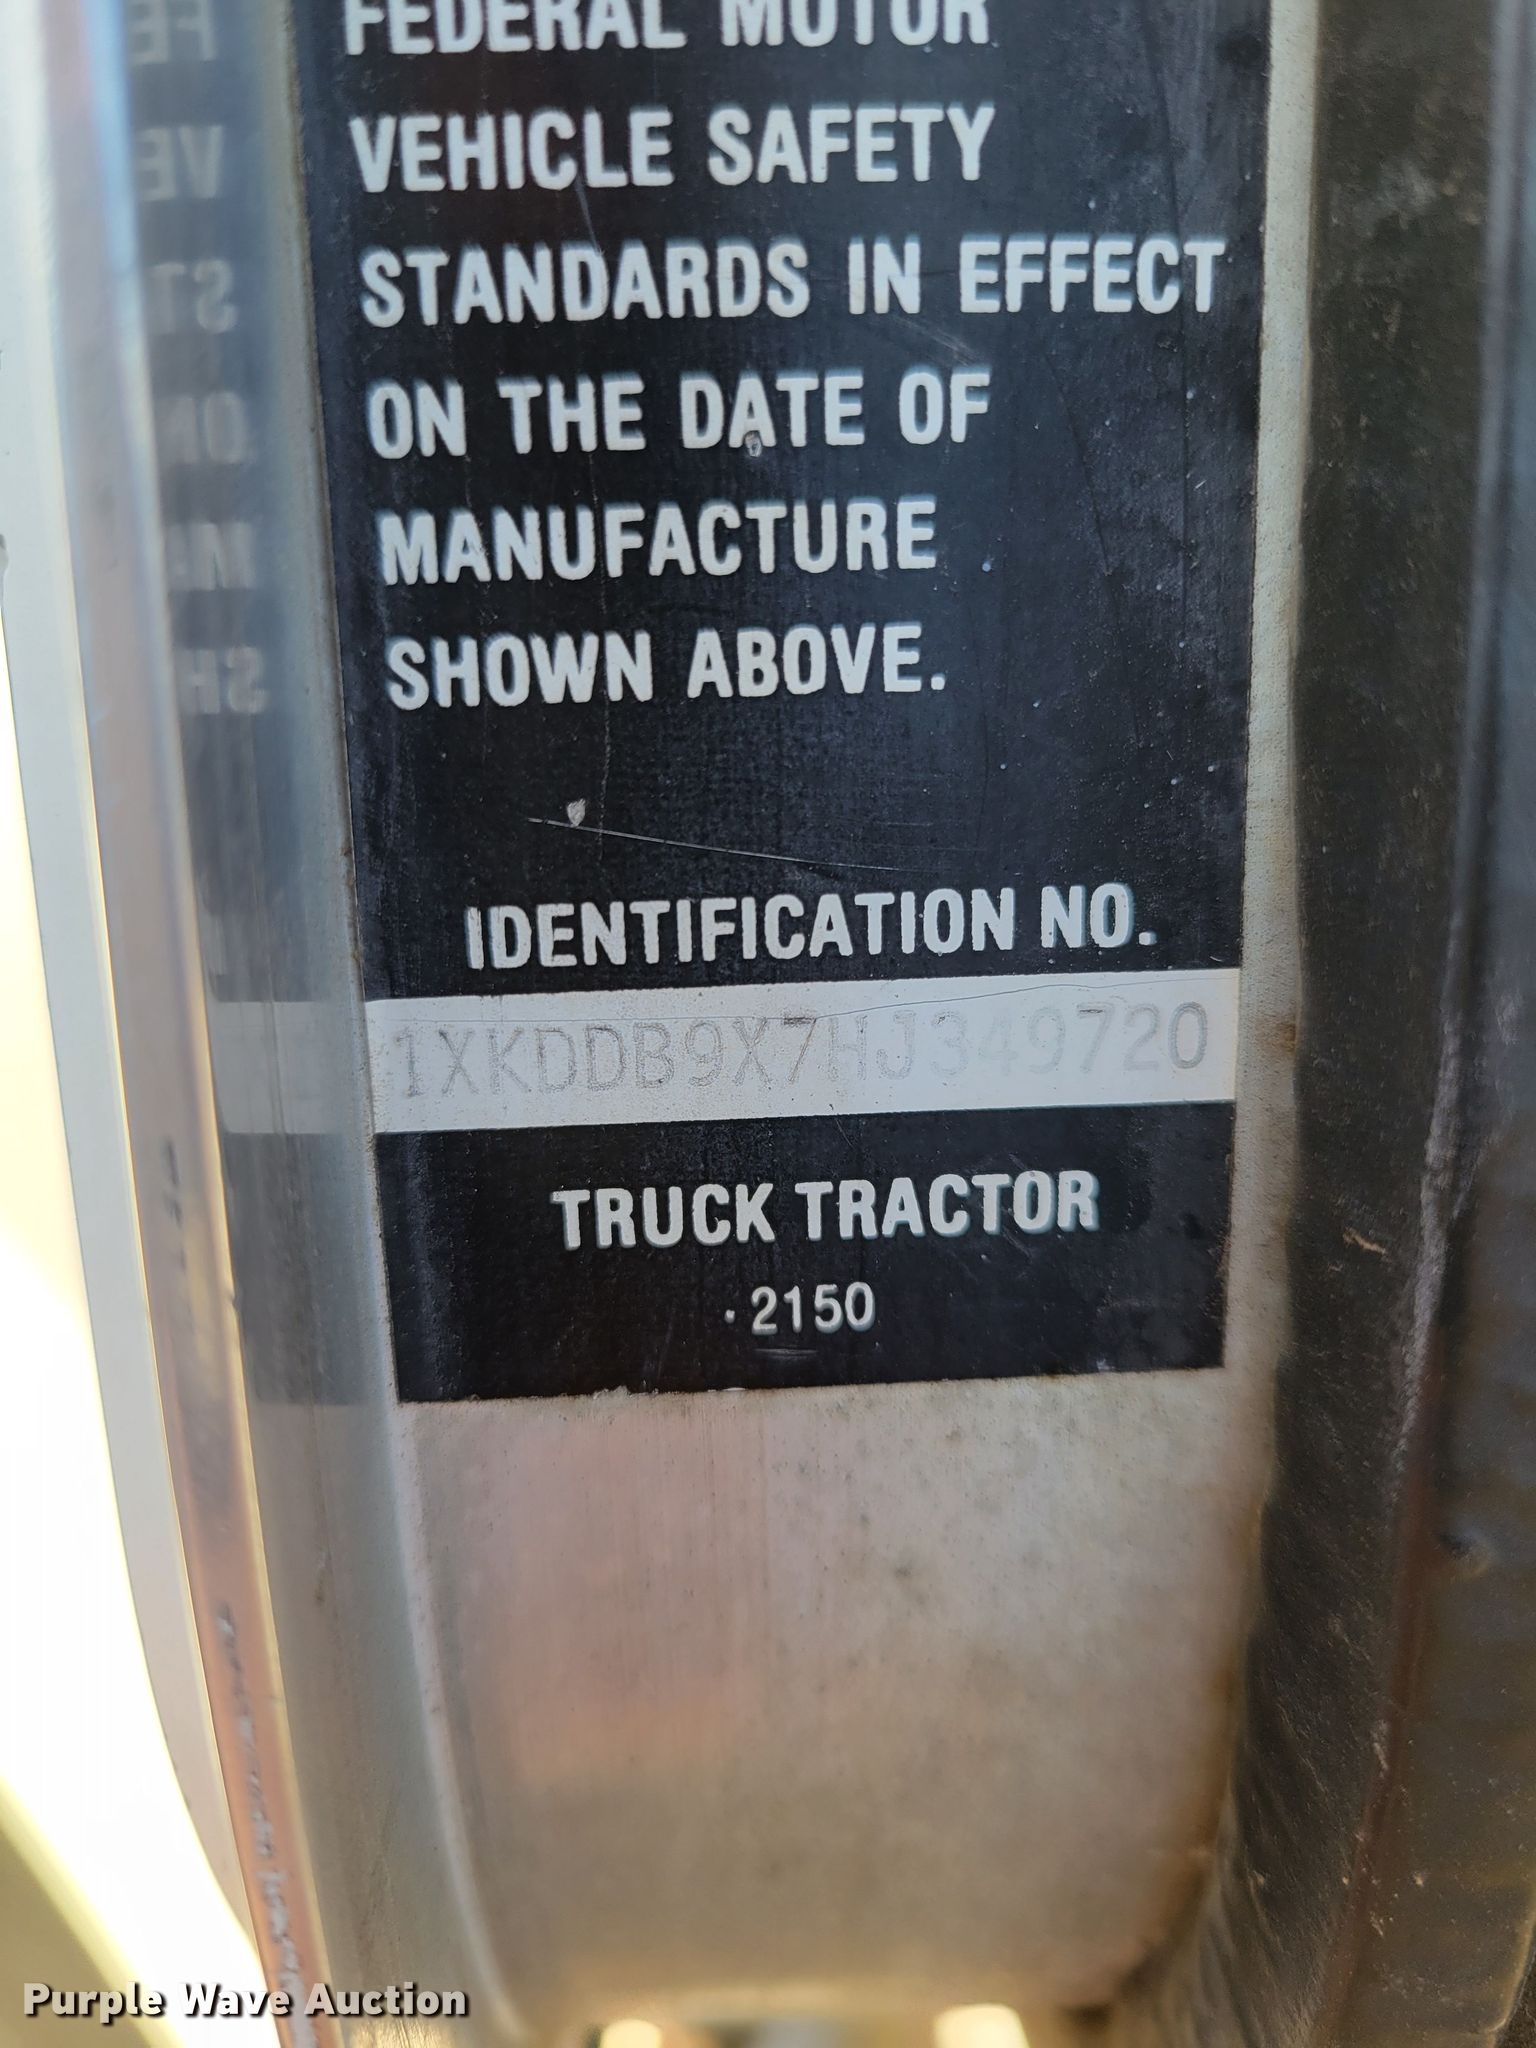 FEDERAL MOTOR
VEHICLE SAFETY
STANDARDS IN EFFECT
ON THE DATE OF
MANUFACTURE
SHOWN ABOVE.
IDENTIFICATION NO.
1XKDDB9X7HJ349720
TRUCK TRACTOR
·2150
Purple Wave Auction